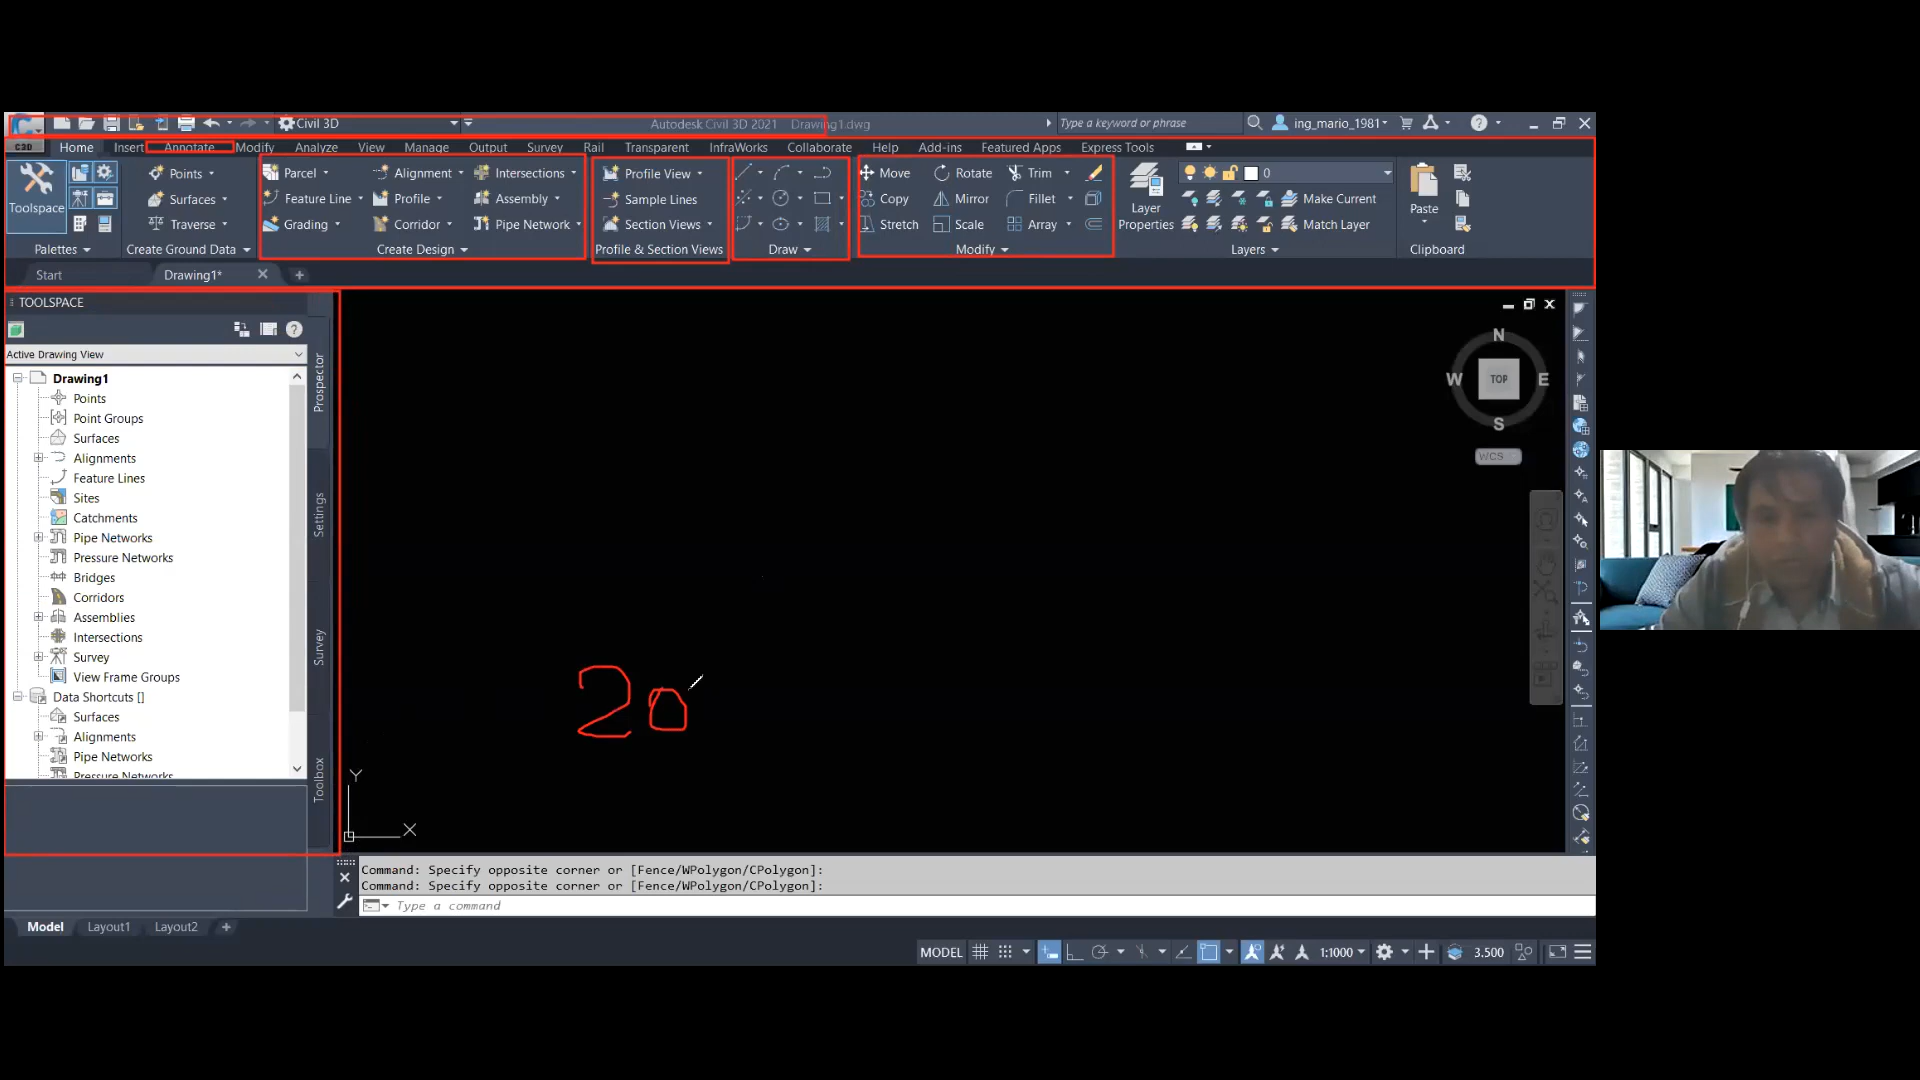 Civil 3D Autodesk Civil 3D 2021 Drawing1.dwg Type a keyword or phrase ing_mario_1981
C3D Home Insert Annotate Modify Analyze View Manage Output Survey Rail Transparent InfraWorks Collaborate Help Add-ins Featured Apps Express Tools
Points Parcel Alignment Intersections Profile View Move Rotate Trim 0
Toolspace Surfaces Feature Line Profile Assembly Sample Lines Copy Mirror Fillet Layer Properties Make Current Paste
Traverse Grading Corridor Pipe Network Section Views Stretch Scale Array Match Layer
Palettes Create Ground Data Create Design Profile & Section Views Draw Modify Layers Clipboard
Start Drawing1*
TOOLSPACE
Active Drawing View
Drawing1
Points
Point Groups
Surfaces
Alignments
Feature Lines
Sites
Catchments
Pipe Networks
Pressure Networks
Bridges
Corridors
Assemblies
Intersections
Survey
View Frame Groups
Data Shortcuts []
Surfaces
Alignments
Pipe Networks
Pressure Networks
Prospector
Settings
Survey
Toolbox
N
W TOP E
S
WCS
20
Y
X
Command: Specify opposite corner or [Fence/WPolygon/CPolygon]:
Command: Specify opposite corner or [Fence/WPolygon/CPolygon]:
Type a command
Model Layout1 Layout2
MODEL 1:1000 3.500